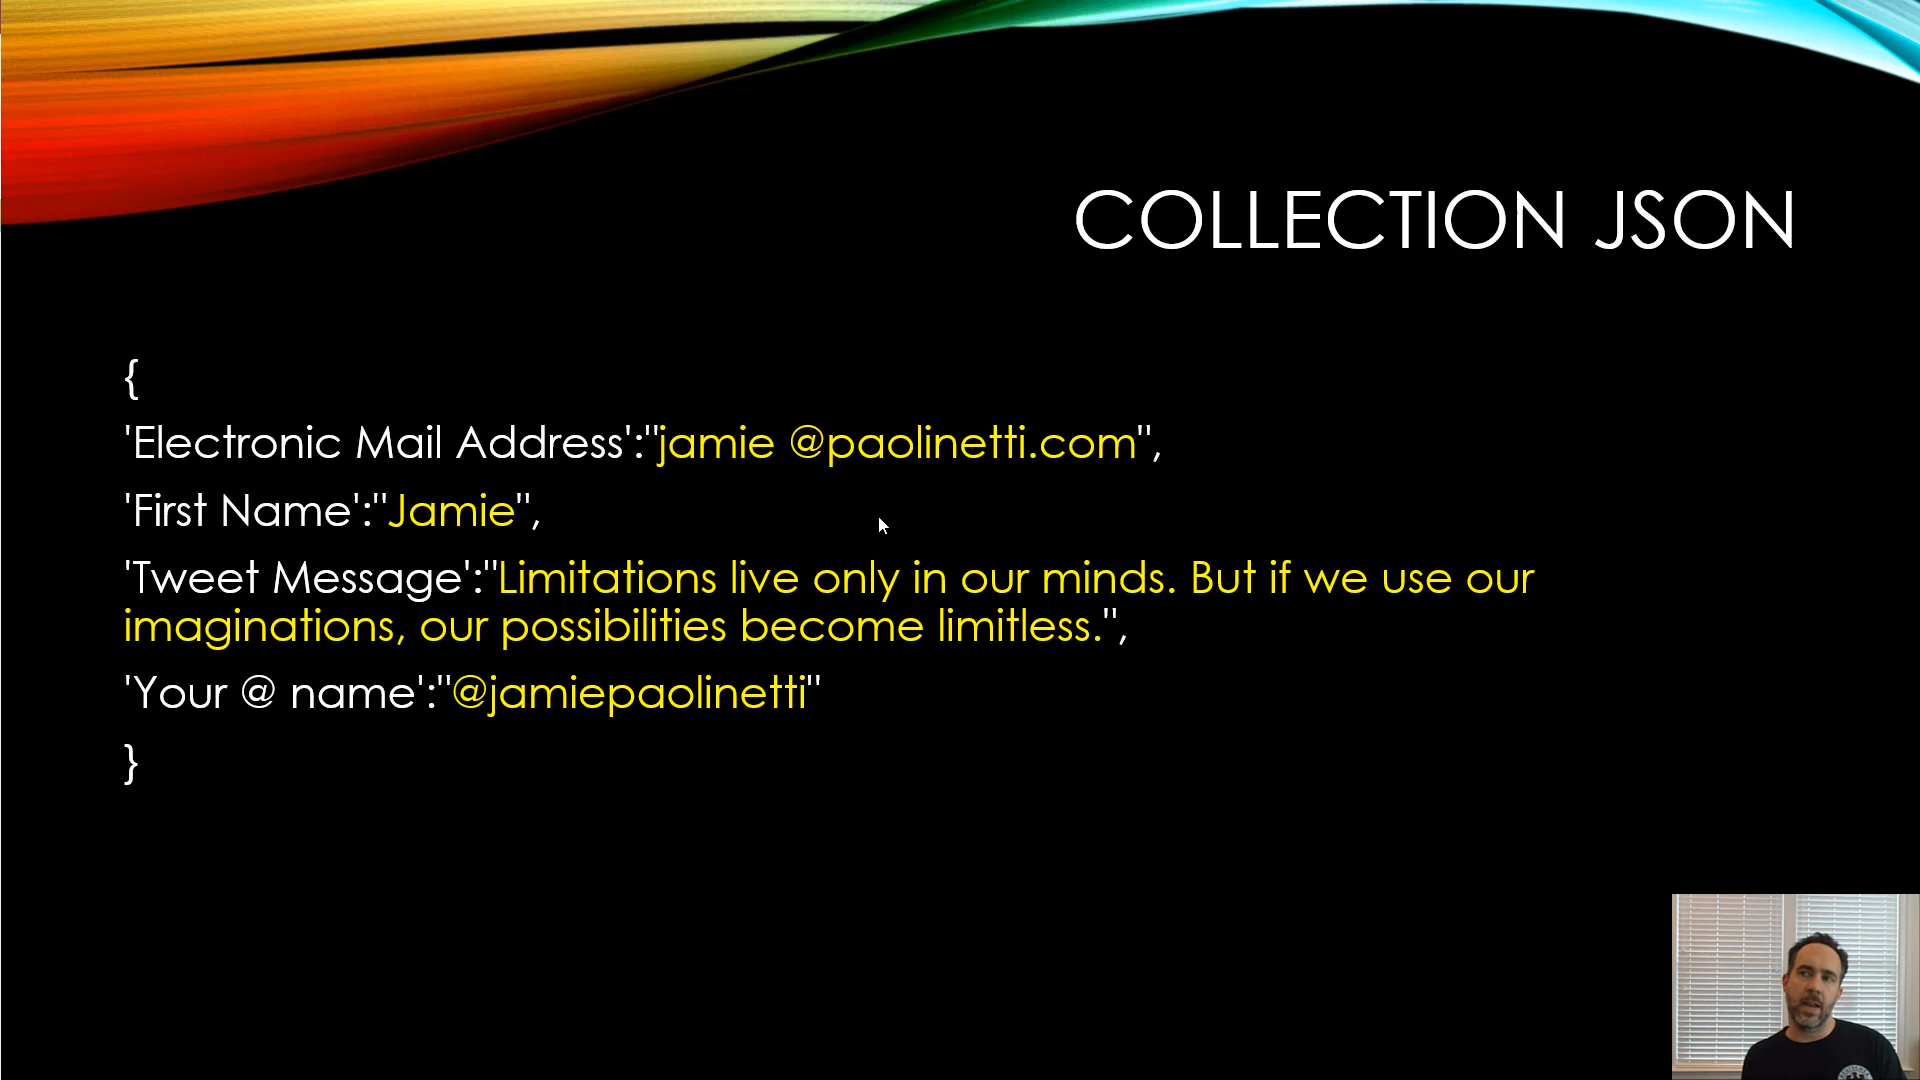 COLLECTION JSON
{
'Electronic Mail Address':"jamie @paolinetti.com",
'First Name':"Jamie",
'Tweet Message':"Limitations live only in our minds. But if we use our
imaginations, our possibilities become limitless.",
'Your @ name':"@jamiepaolinetti"
}